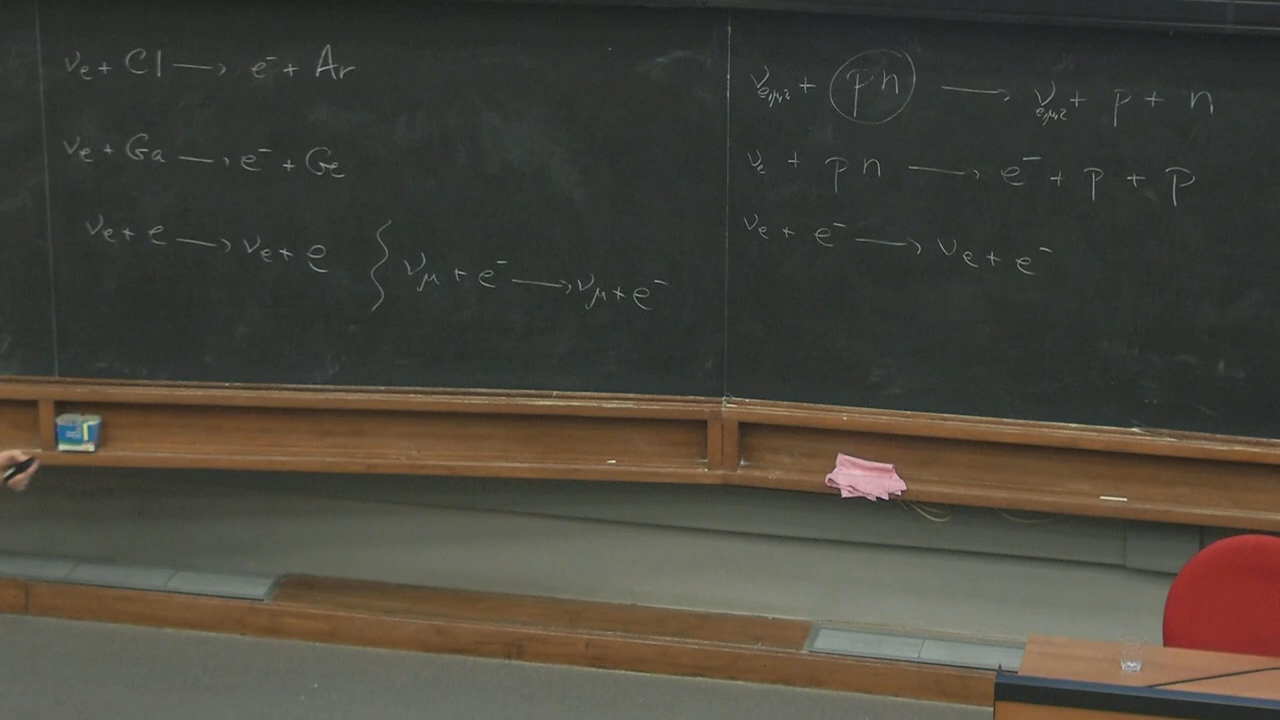 νe + Cl ⟶ e⁻ + Ar
νe + Ga ⟶ e⁻ + Ge
νe + e ⟶ νe + e { νμ + e⁻ ⟶ νμ + e⁻
νe,μ,τ + pn ⟶ νe,μ,τ + p + n
νe + pn ⟶ e⁻ + p + p
νe + e⁻ ⟶ νe + e⁻